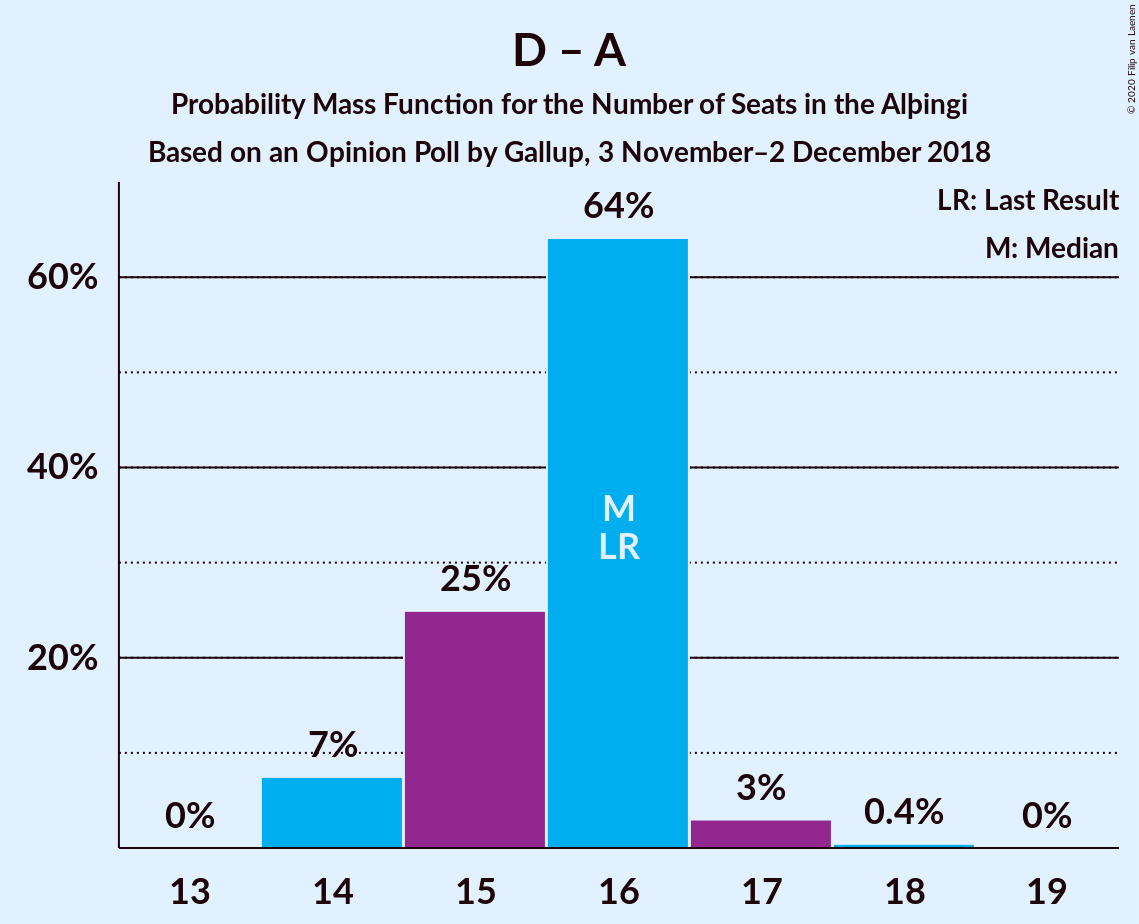 D – A
Probability Mass Function for the Number of Seats in the Alþingi
Based on an Opinion Poll by Gallup, 3 November–2 December 2018
© 2020 Filip van Laenen
LR: Last Result
M: Median
60%
40%
20%
0%
7%
25%
64%
M
LR
3%
0.4%
0%
13
14
15
16
17
18
19